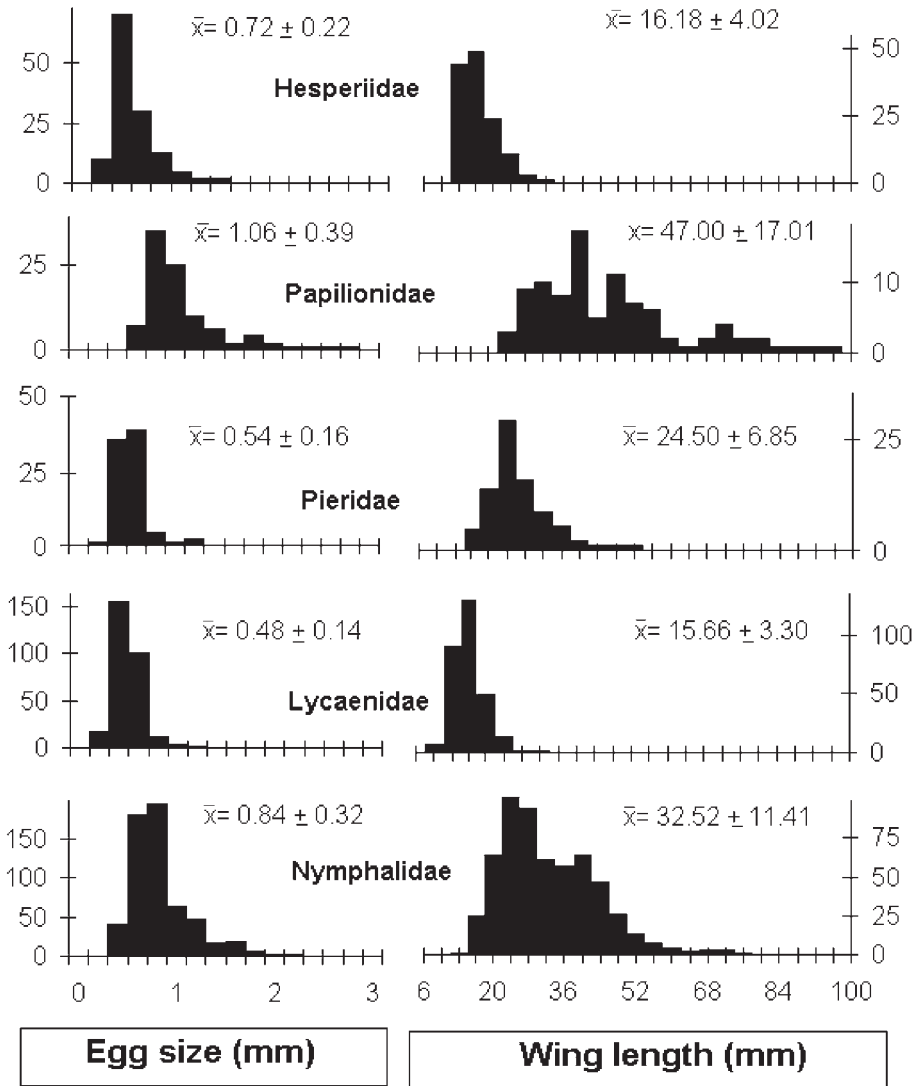 x̄= 0.72 ± 0.22
x̄= 16.18 ± 4.02
50
25
0
Hesperiidae
50
25
0
x̄= 1.06 ± 0.39
x= 47.00 ± 17.01
25
0
Papilionidae
10
0
50
25
0
x̄= 0.54 ± 0.16
x̄= 24.50 ± 6.85
Pieridae
25
0
150
100
50
0
x̄= 0.48 ± 0.14
x̄= 15.66 ± 3.30
Lycaenidae
100
50
0
150
100
50
0
x̄= 0.84 ± 0.32
x̄= 32.52 ± 11.41
Nymphalidae
75
50
25
0
0 1 2 3
6 20 36 52 68 84 100
Egg size (mm)
Wing length (mm)